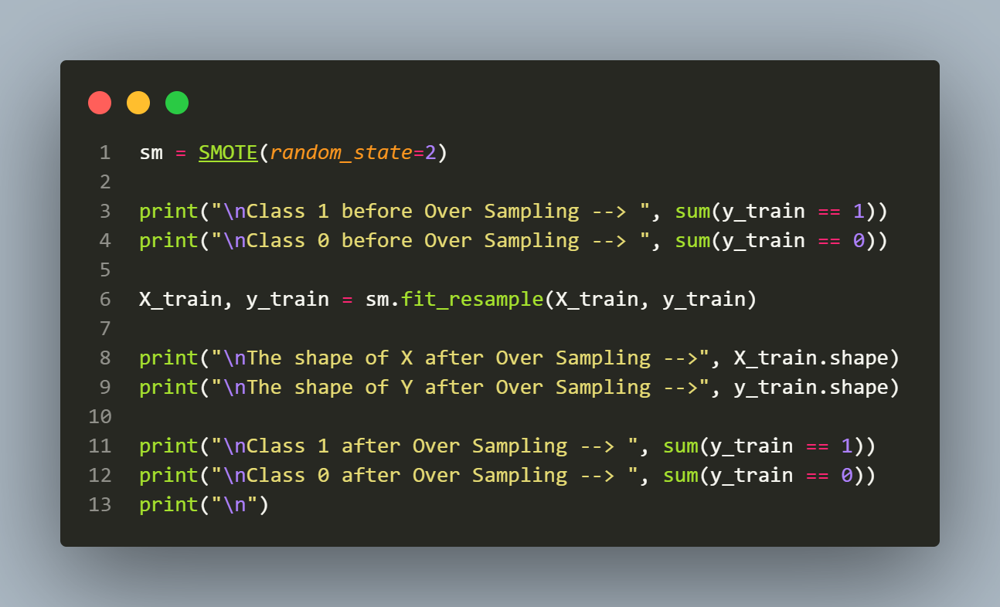 1 sm = SMOTE(random_state=2)
2
3 print("\nClass 1 before Over Sampling --> ", sum(y_train == 1))
4 print("\nClass 0 before Over Sampling --> ", sum(y_train == 0))
5
6 X_train, y_train = sm.fit_resample(X_train, y_train)
7
8 print("\nThe shape of X after Over Sampling -->", X_train.shape)
9 print("\nThe shape of Y after Over Sampling -->", y_train.shape)
10
11 print("\nClass 1 after Over Sampling --> ", sum(y_train == 1))
12 print("\nClass 0 after Over Sampling --> ", sum(y_train == 0))
13 print("\n")